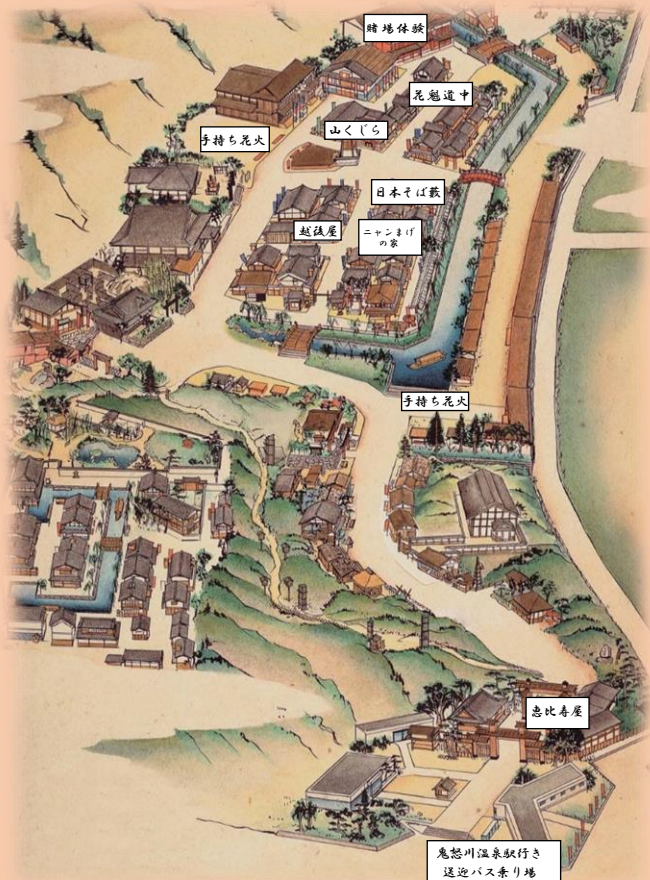 賭場体験
花魁道中
手持ち花火
山くじら
日本そば藪
越後屋
ニャンまげ
の家
手持ち花火
恵比寿屋
鬼怒川温泉駅行き
送迎バス乗り場